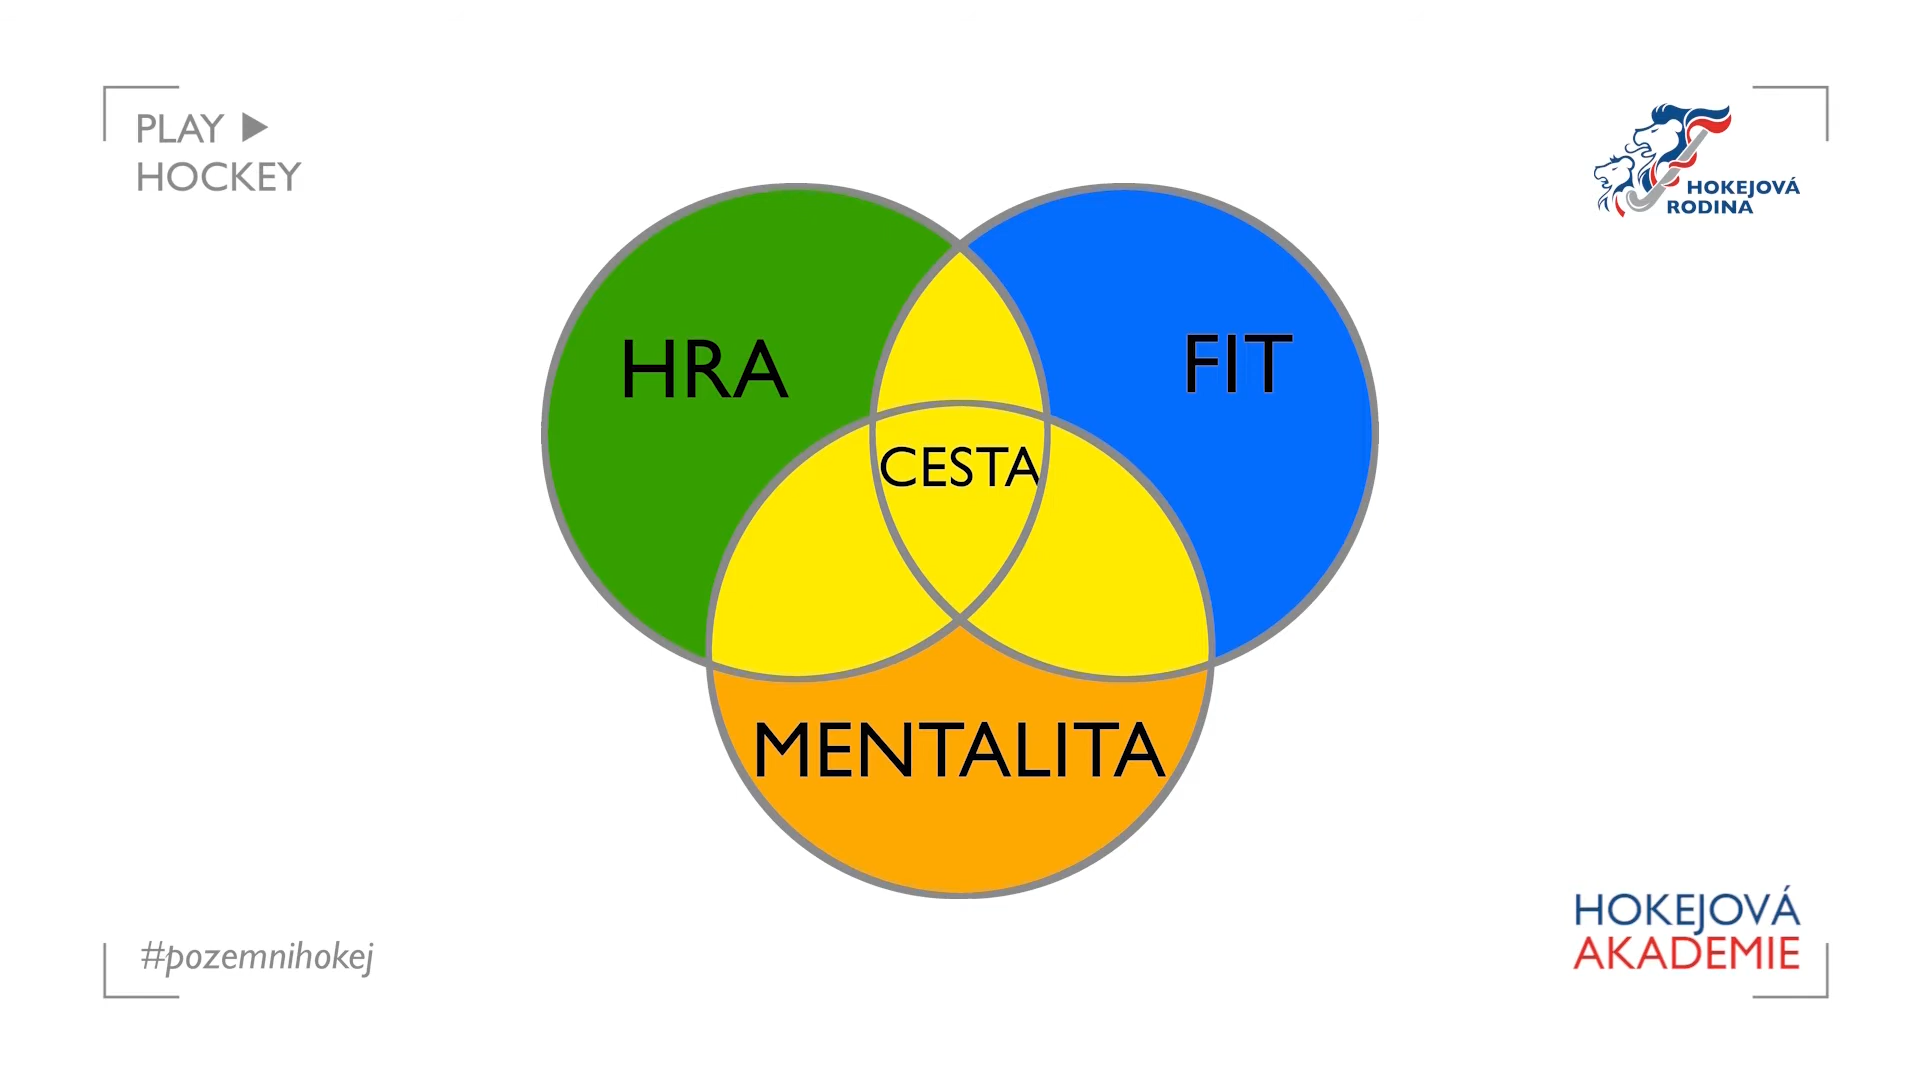 PLAY
HOCKEY
HOKEJOVÁ
RODINA
HRA
FIT
CESTA
MENTALITA
#pozemnihokej
HOKEJOVÁ
AKADEMIE